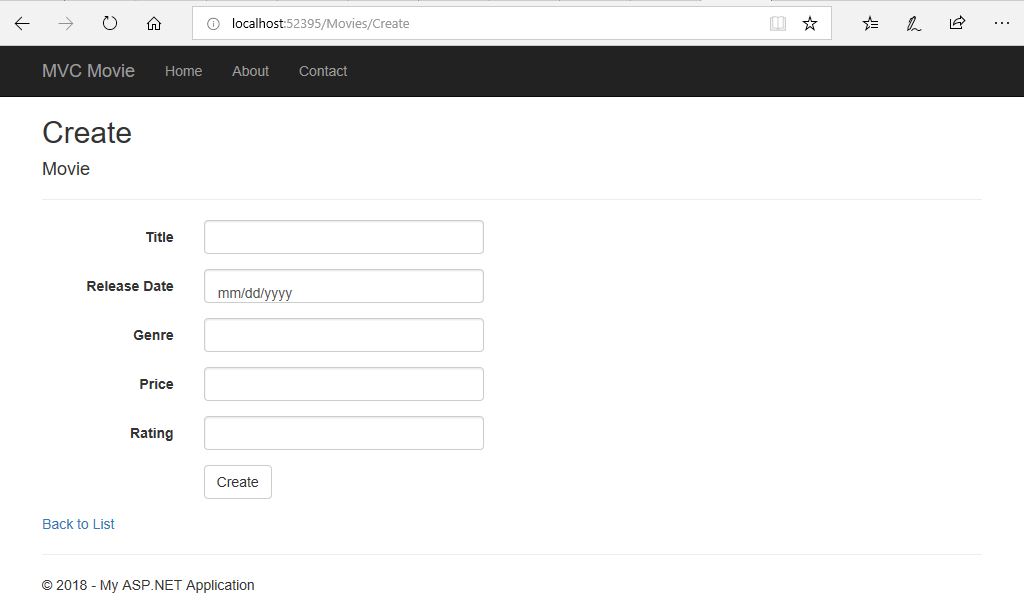 localhost:52395/Movies/Create
MVC Movie Home About Contact
Create
Movie
Title
Release Date mm/dd/yyyy
Genre
Price
Rating
Create
Back to List
© 2018 - My ASP.NET Application